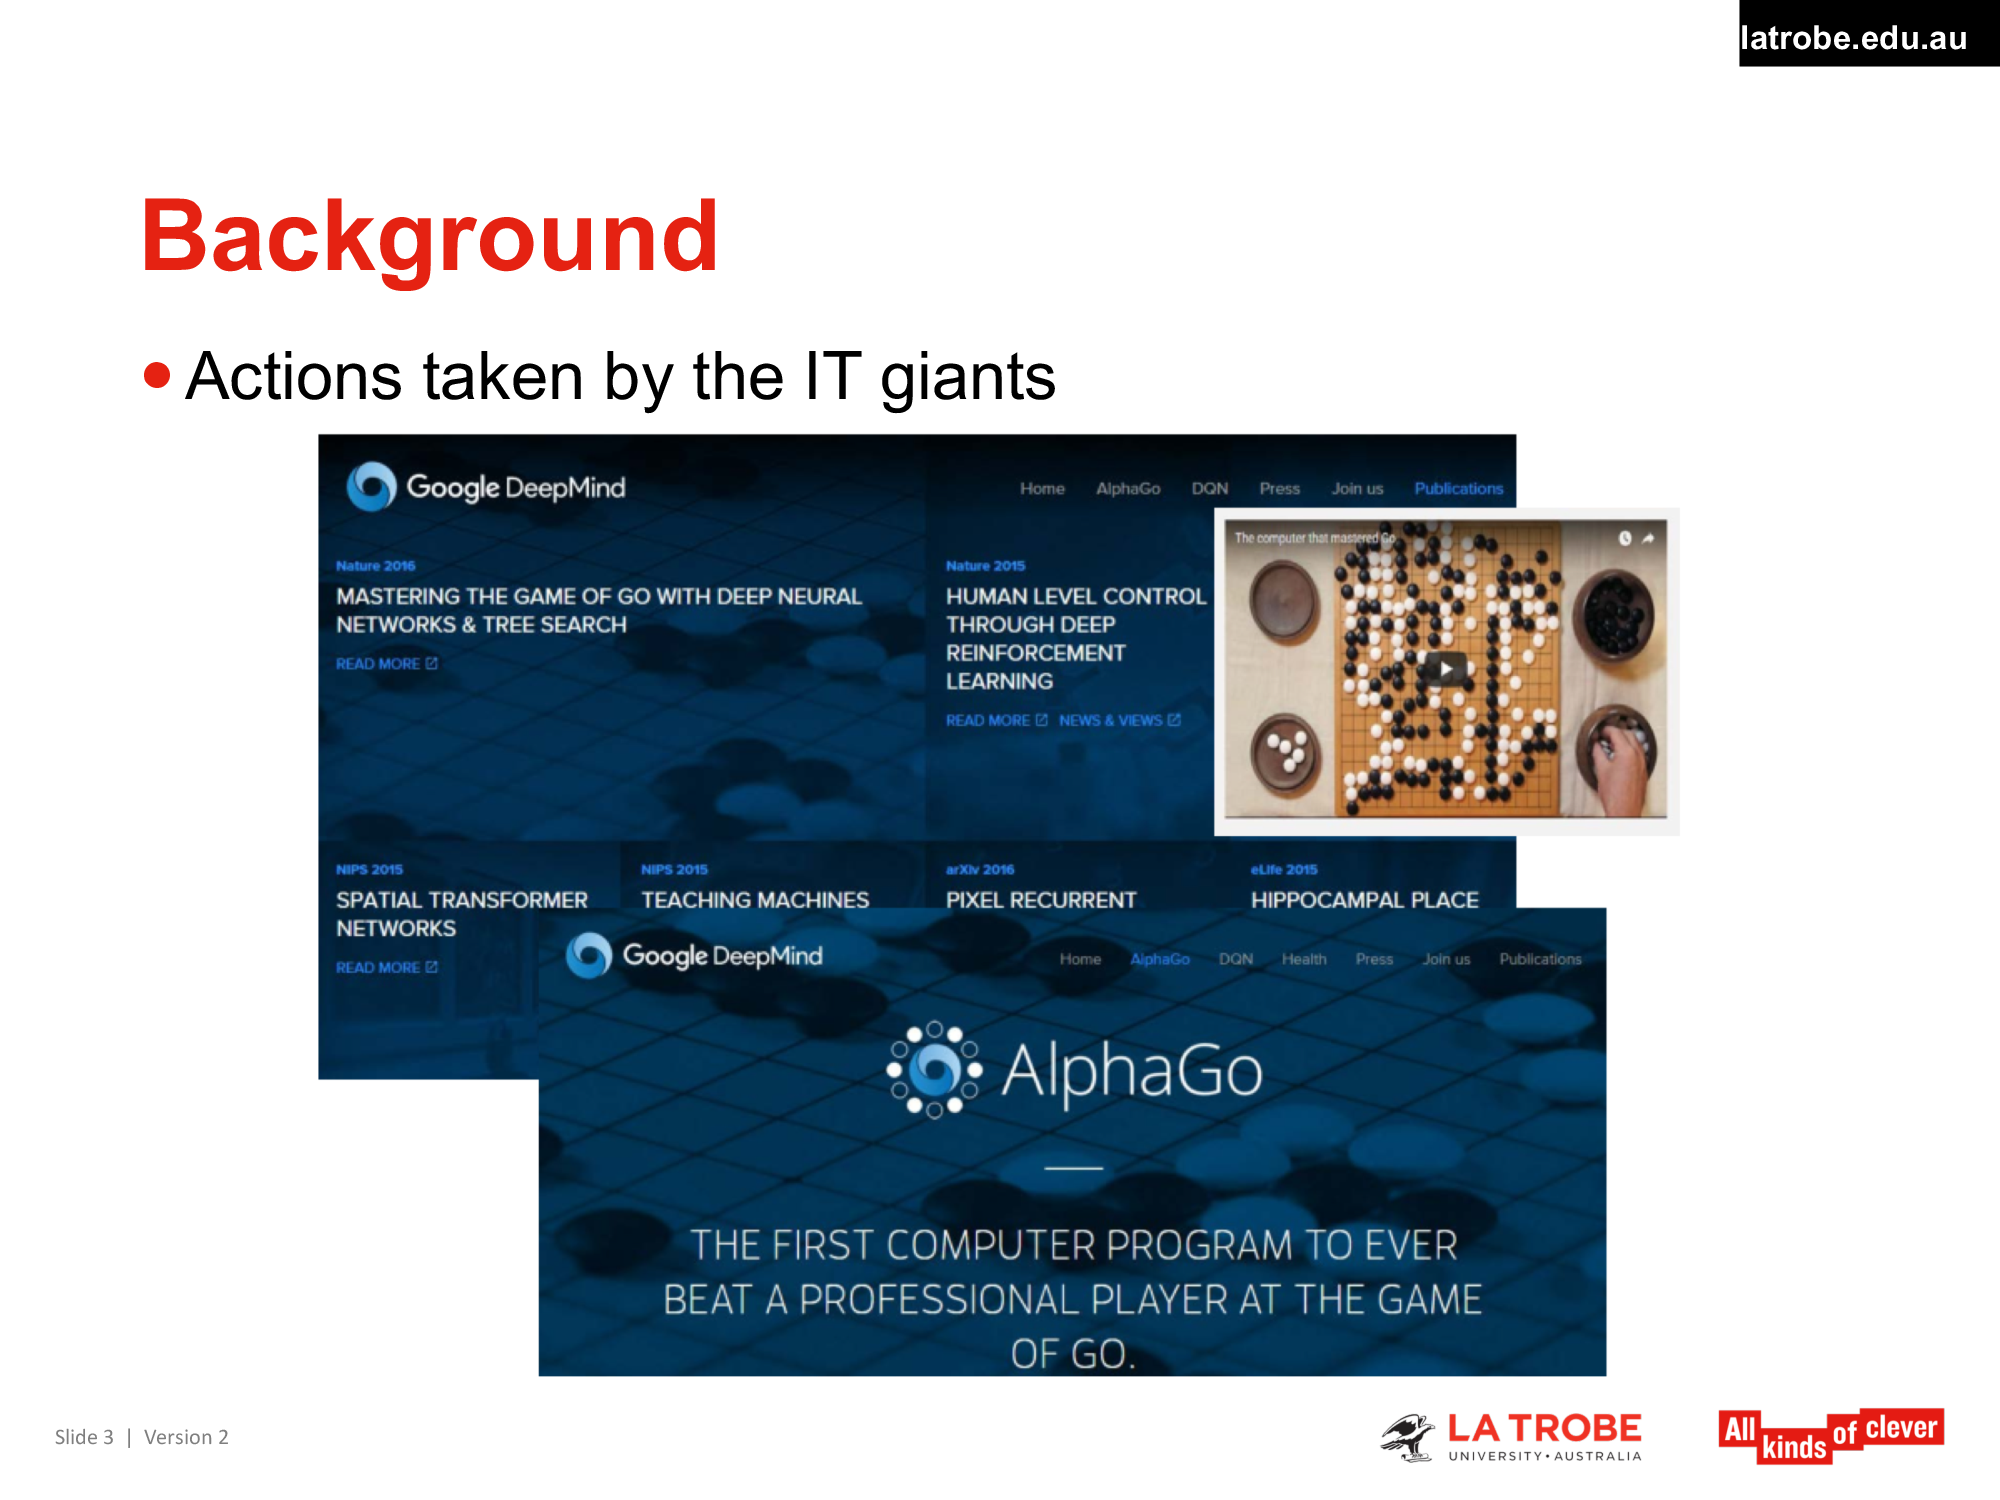 latrobe.edu.au
Background
Actions taken by the IT giants
Google DeepMind
Home AlphaGo DQN Press Join us Publications
Nature 2016
MASTERING THE GAME OF GO WITH DEEP NEURAL
NETWORKS & TREE SEARCH
READ MORE
Nature 2015
HUMAN LEVEL CONTROL
THROUGH DEEP
REINFORCEMENT
LEARNING
READ MORE NEWS & VIEWS
The computer that mastered Go
NIPS 2015
SPATIAL TRANSFORMER
NETWORKS
READ MORE
NIPS 2015
TEACHING MACHINES
arXiv 2016
PIXEL RECURRENT
eLife 2015
HIPPOCAMPAL PLACE
Google DeepMind
Home AlphaGo DQN Health Press Join us Publications
AlphaGo
THE FIRST COMPUTER PROGRAM TO EVER
BEAT A PROFESSIONAL PLAYER AT THE GAME
OF GO.
Slide 3 | Version 2
LA TROBE
UNIVERSITY • AUSTRALIA
All kinds of clever